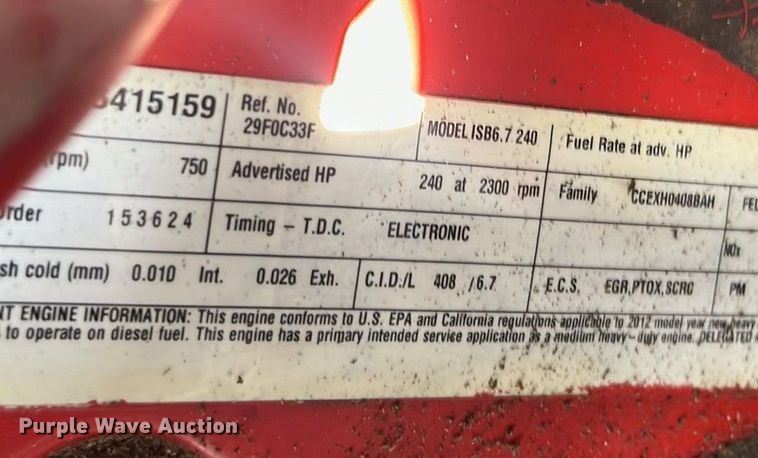 415159
Ref. No.
29F0C33F
MODEL ISB6.7 240
Fuel Rate at adv. HP
(rpm) 750
Advertised HP 240 at 2300 rpm
Family CCEXH0408BAH
FEL
153624
Timing - T.D.C. ELECTRONIC
NOx
cold (mm) 0.010 Int. 0.026 Exh.
C.I.D./L 408 /6.7
E.C.S. EGR,PTOX,SCRC
PM
ENGINE INFORMATION: This engine conforms to U.S. EPA and California regulations applicable to 2012 model year new heavy
to operate on diesel fuel. This engine has a primary intended service application as a medium heavy-duty engine. DELEGATED
Purple Wave Auction